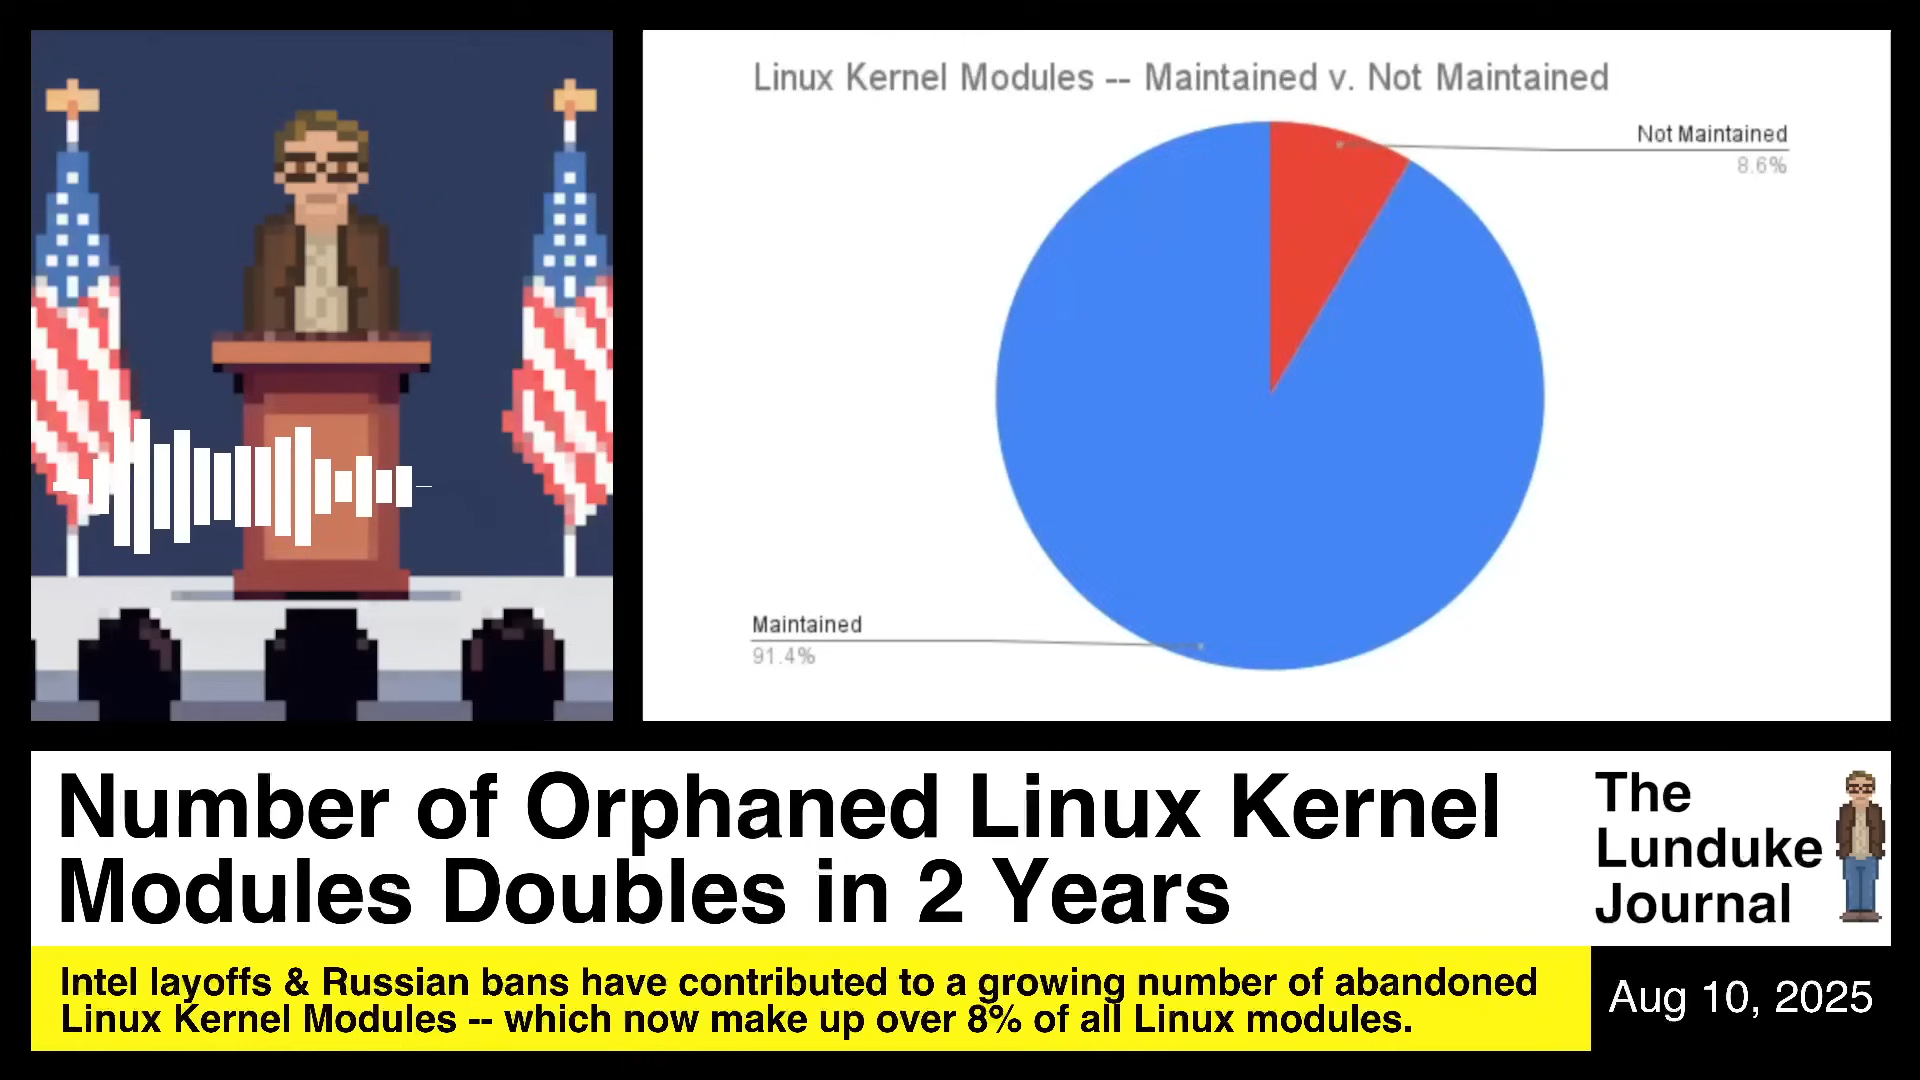 Linux Kernel Modules -- Maintained v. Not Maintained
Not Maintained
8.6%
Maintained
91.4%
Number of Orphaned Linux Kernel
Modules Doubles in 2 Years
The
Lunduke
Journal
Intel layoffs & Russian bans have contributed to a growing number of abandoned
Linux Kernel Modules -- which now make up over 8% of all Linux modules.
Aug 10, 2025